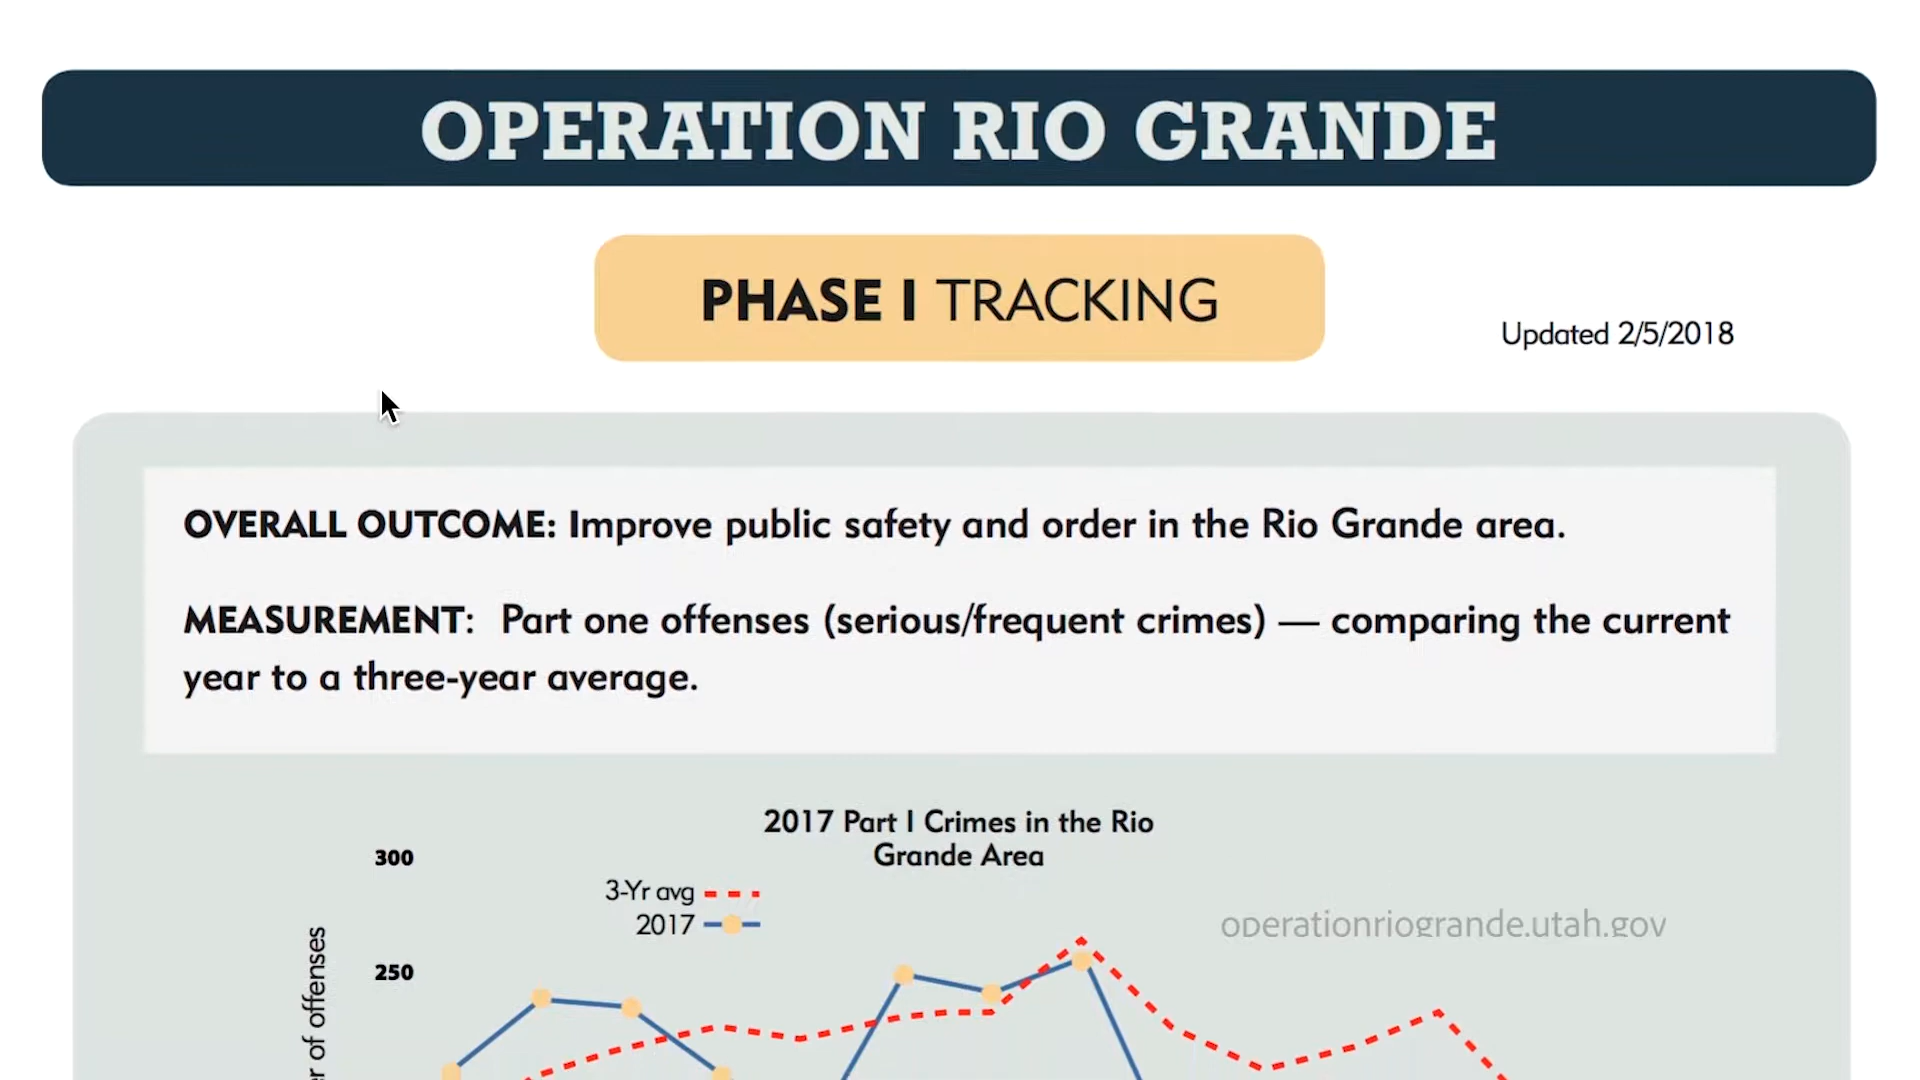 OPERATION RIO GRANDE
PHASE I TRACKING
Updated 2/5/2018
OVERALL OUTCOME: Improve public safety and order in the Rio Grande area.
MEASUREMENT: Part one offenses (serious/frequent crimes) — comparing the current
year to a three-year average.
2017 Part I Crimes in the Rio
Grande Area
300
3-Yr avg
2017
operationriogrande.utah.gov
250
of offenses